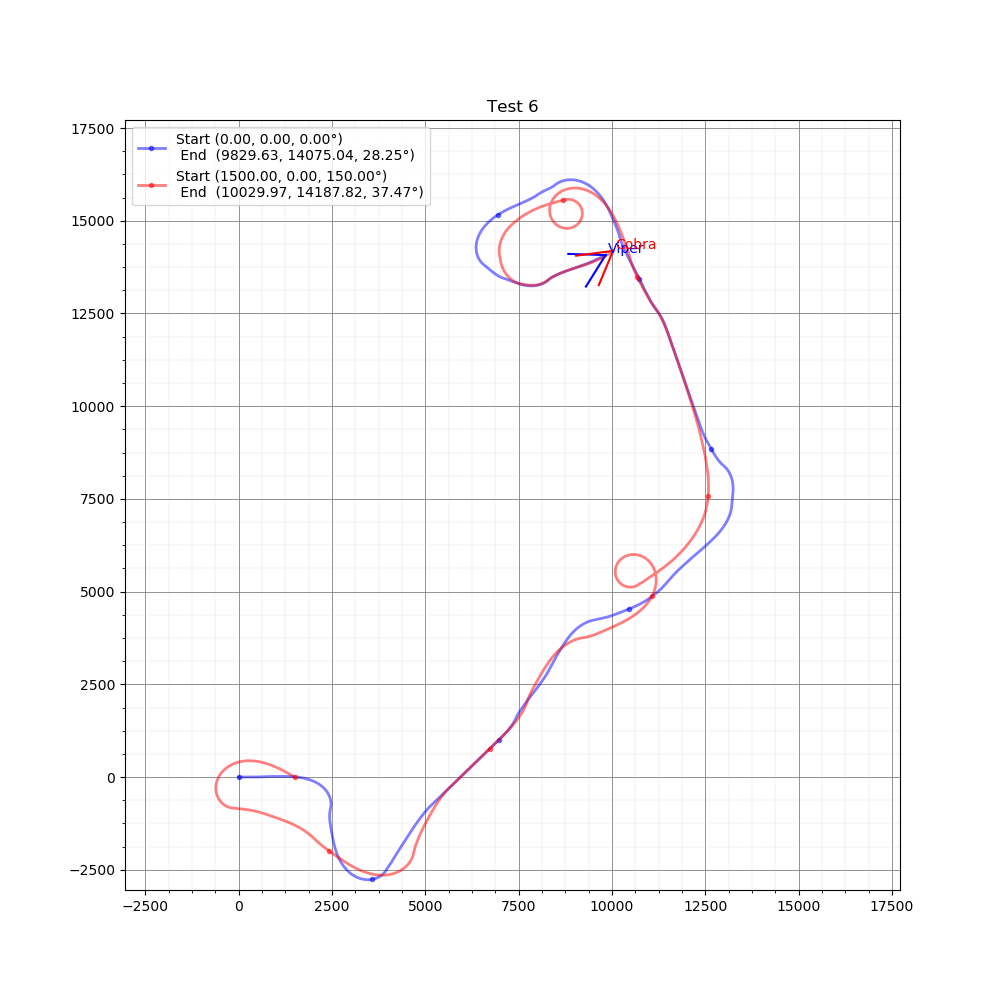 Test 6
Start (0.00, 0.00, 0.00°)
End  (9829.63, 14075.04, 28.25°)
Start (1500.00, 0.00, 150.00°)
End  (10029.97, 14187.82, 37.47°)
17500
15000
12500
10000
7500
5000
2500
0
−2500
Cobra
Viper
−2500 0 2500 5000 7500 10000 12500 15000 17500